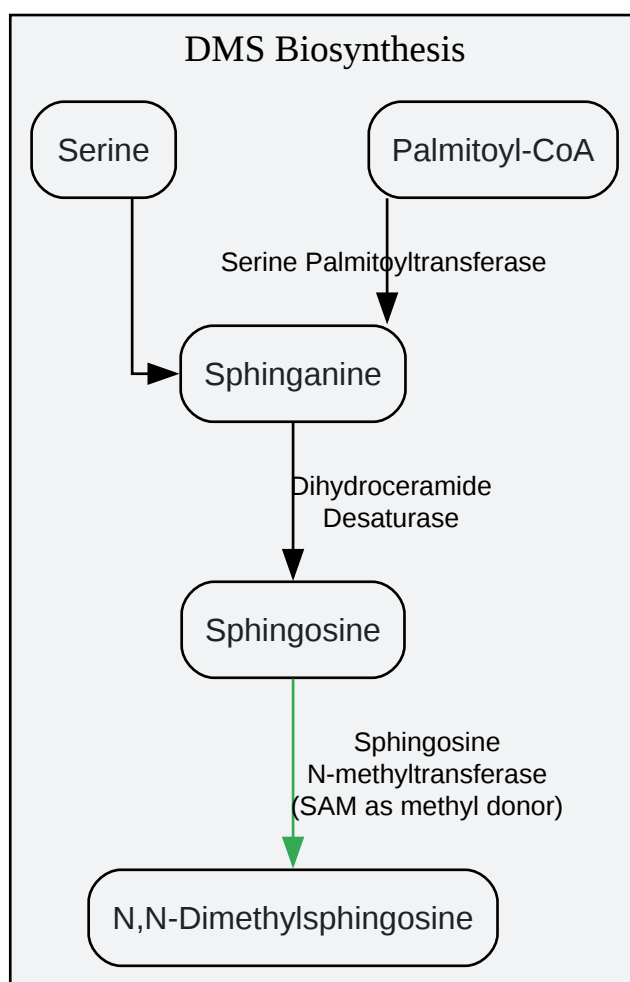 DMS Biosynthesis
Serine
Palmitoyl-CoA
Serine Palmitoyltransferase
Sphinganine
Dihydroceramide
Desaturase
Sphingosine
Sphingosine
N-methyltransferase
(SAM as methyl donor)
N,N-Dimethylsphingosine